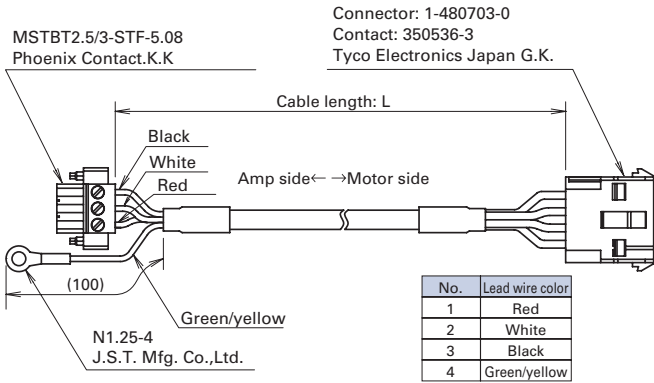 Connector: 1-480703-0
Contact: 350536-3
Tyco Electronics Japan G.K.
MSTBT2.5/3-STF-5.08
Phoenix Contact.K.K
Cable length: L
Black
White
Red
Amp side← →Motor side
(100)
Green/yellow
N1.25-4
J.S.T. Mfg. Co.,Ltd.
No. Lead wire color
1 Red
2 White
3 Black
4 Green/yellow